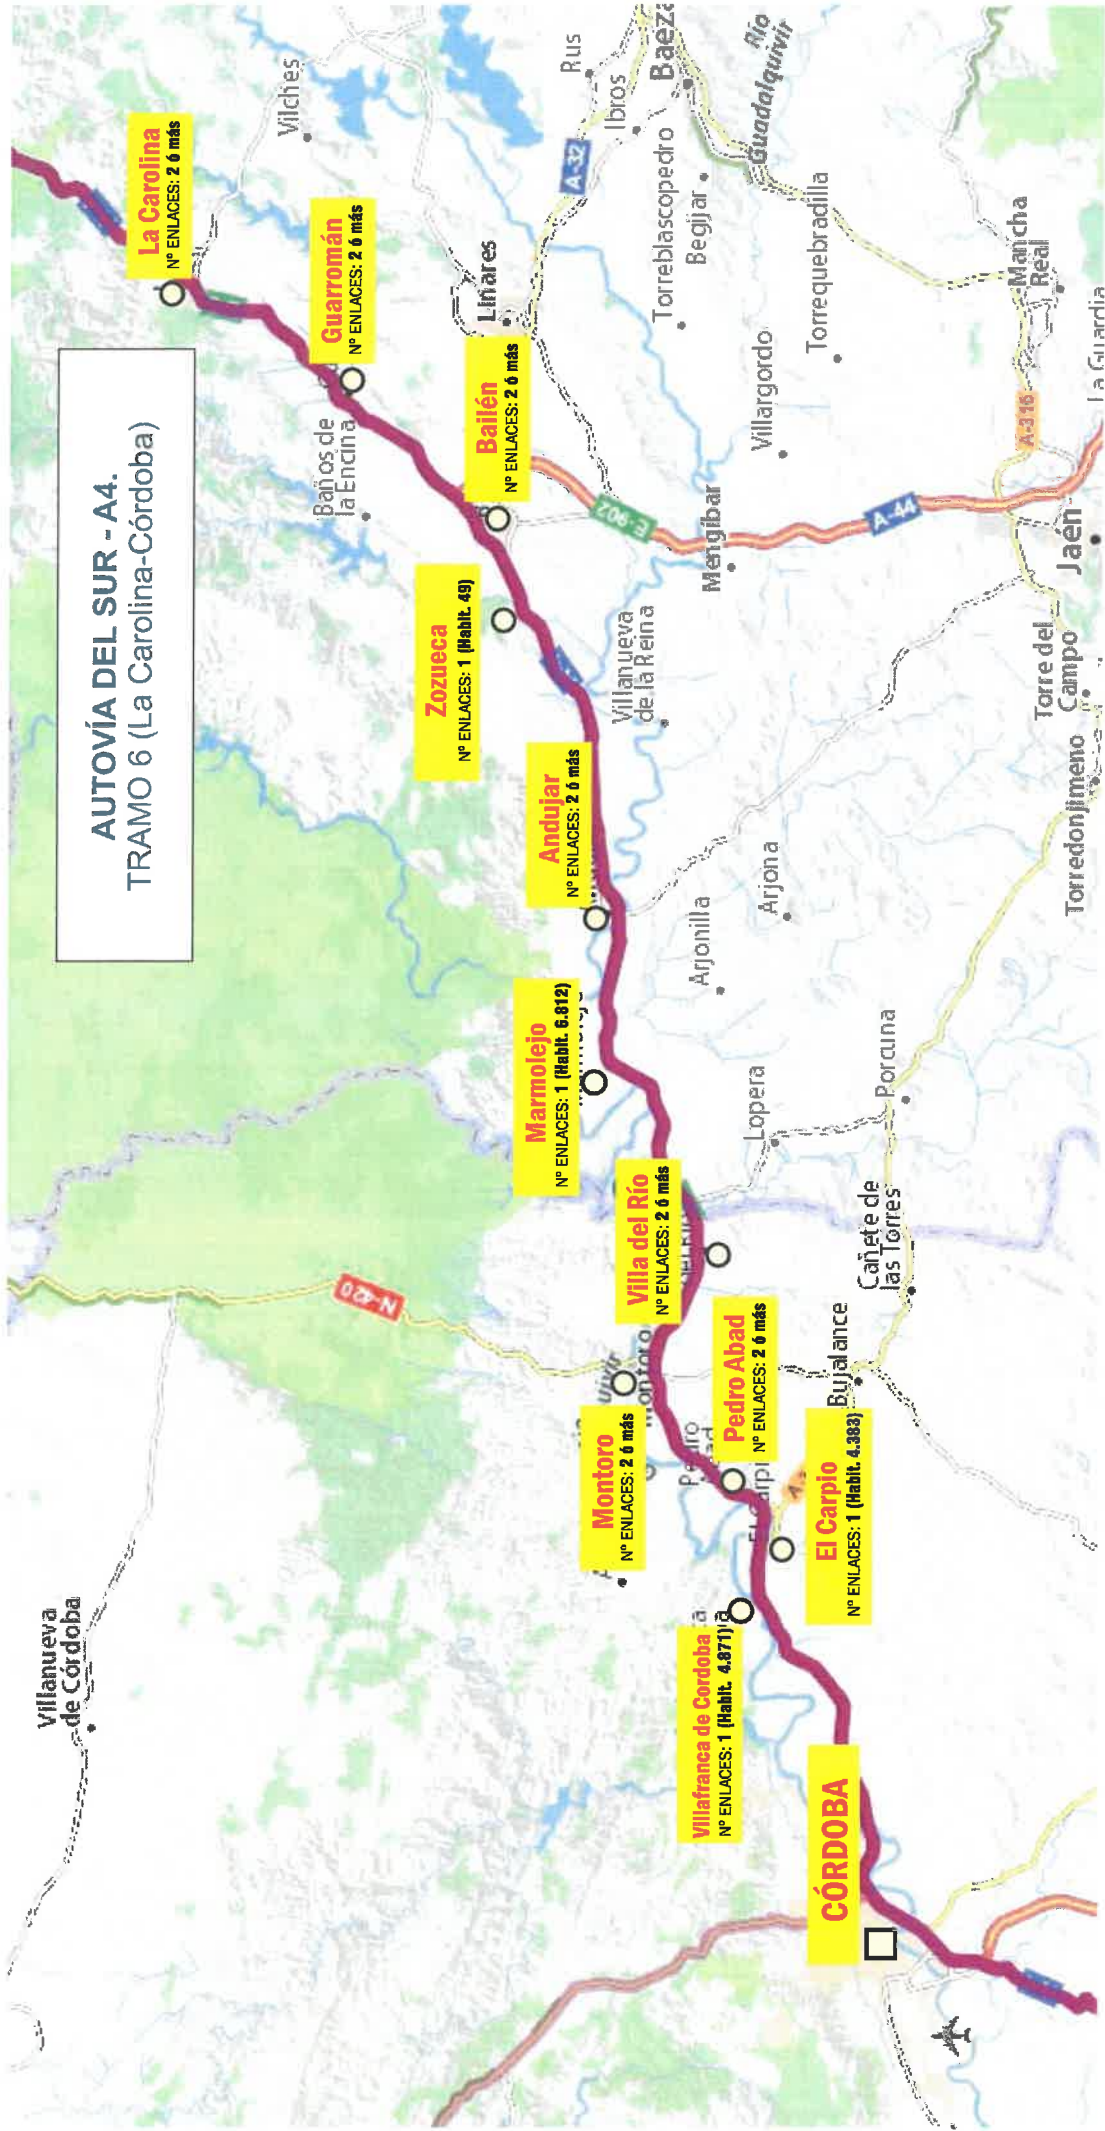 AUTOVÍA DEL SUR - A4.
TRAMO 6 (La Carolina-Córdoba)
La Carolina
Nº ENLACES: 2 ó más
Vilches
Guarromán
Nº ENLACES: 2 ó más
Baños de
la Encina
Linares
Bailén
Nº ENLACES: 2 ó más
Zozueca
Nº ENLACES: 1 (Habit. 49)
Andujar
Nº ENLACES: 2 ó más
Marmolejo
Nº ENLACES: 1 (Habit. 6.812)
Villa del Río
Nº ENLACES: 2 ó más
Montoro
Nº ENLACES: 2 ó más
Montoro
Pedro Abad
Nº ENLACES: 2 ó más
El Carpio
Nº ENLACES: 1 (Habit. 4.383)
Villafranca de Cordoba
Nº ENLACES: 1 (Habit. 4.871)
CÓRDOBA
Villanueva
de Córdoba
N-420
Rus
Ibros
Baeza
A-32
Río
Guadalquivir
Torreblascopedro
Begíjar
Torrequebradilla
Villargordo
Mancha
Real
La Guardia
A-316
E-902
A-44
Mengíbar
Jaén
Villanueva
de la Reina
Torre del
Campo
Torredonjimeno
Arjona
Arjonilla
Porcuna
Lopera
Cañete de
las Torres
Bujalance